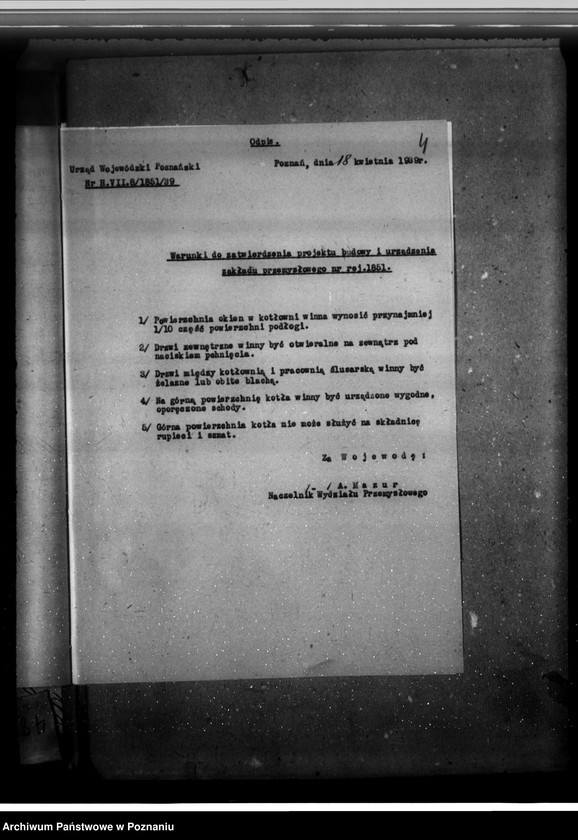 Odpis.
4
Urząd Wojewódzki Poznański
Poznań, dnia 18 kwietnia 1939r.
Nr H.VII.8/1851/39
Warunki do zatwierdzenia projektu budowy i urządzenia
zakładu przemysłowego nr rej.1851.
1/ Powierzchnia okien w kotłowni winna wynosić przynajmniej
1/10 część powierzchni podłogi.
2/ Drzwi zewnętrzne winny być otwieralne na zewnątrz pod
naciskiem pchnięcia.
3/ Drzwi między kotłownią i pracownią ślusarską winny być
żelazne lub obite blachą.
4/ Na górną powierzchnię kotła winny być urządzone wygodne,
oporęczone schody.
5/ Górna powierzchnia kotła nie może służyć na składnicę
rupieci i szmat.
Za Wojewodę:
/-/ A. Mazur
Naczelnik Wydziału Przemysłowego
Archiwum Państwowe w Poznaniu